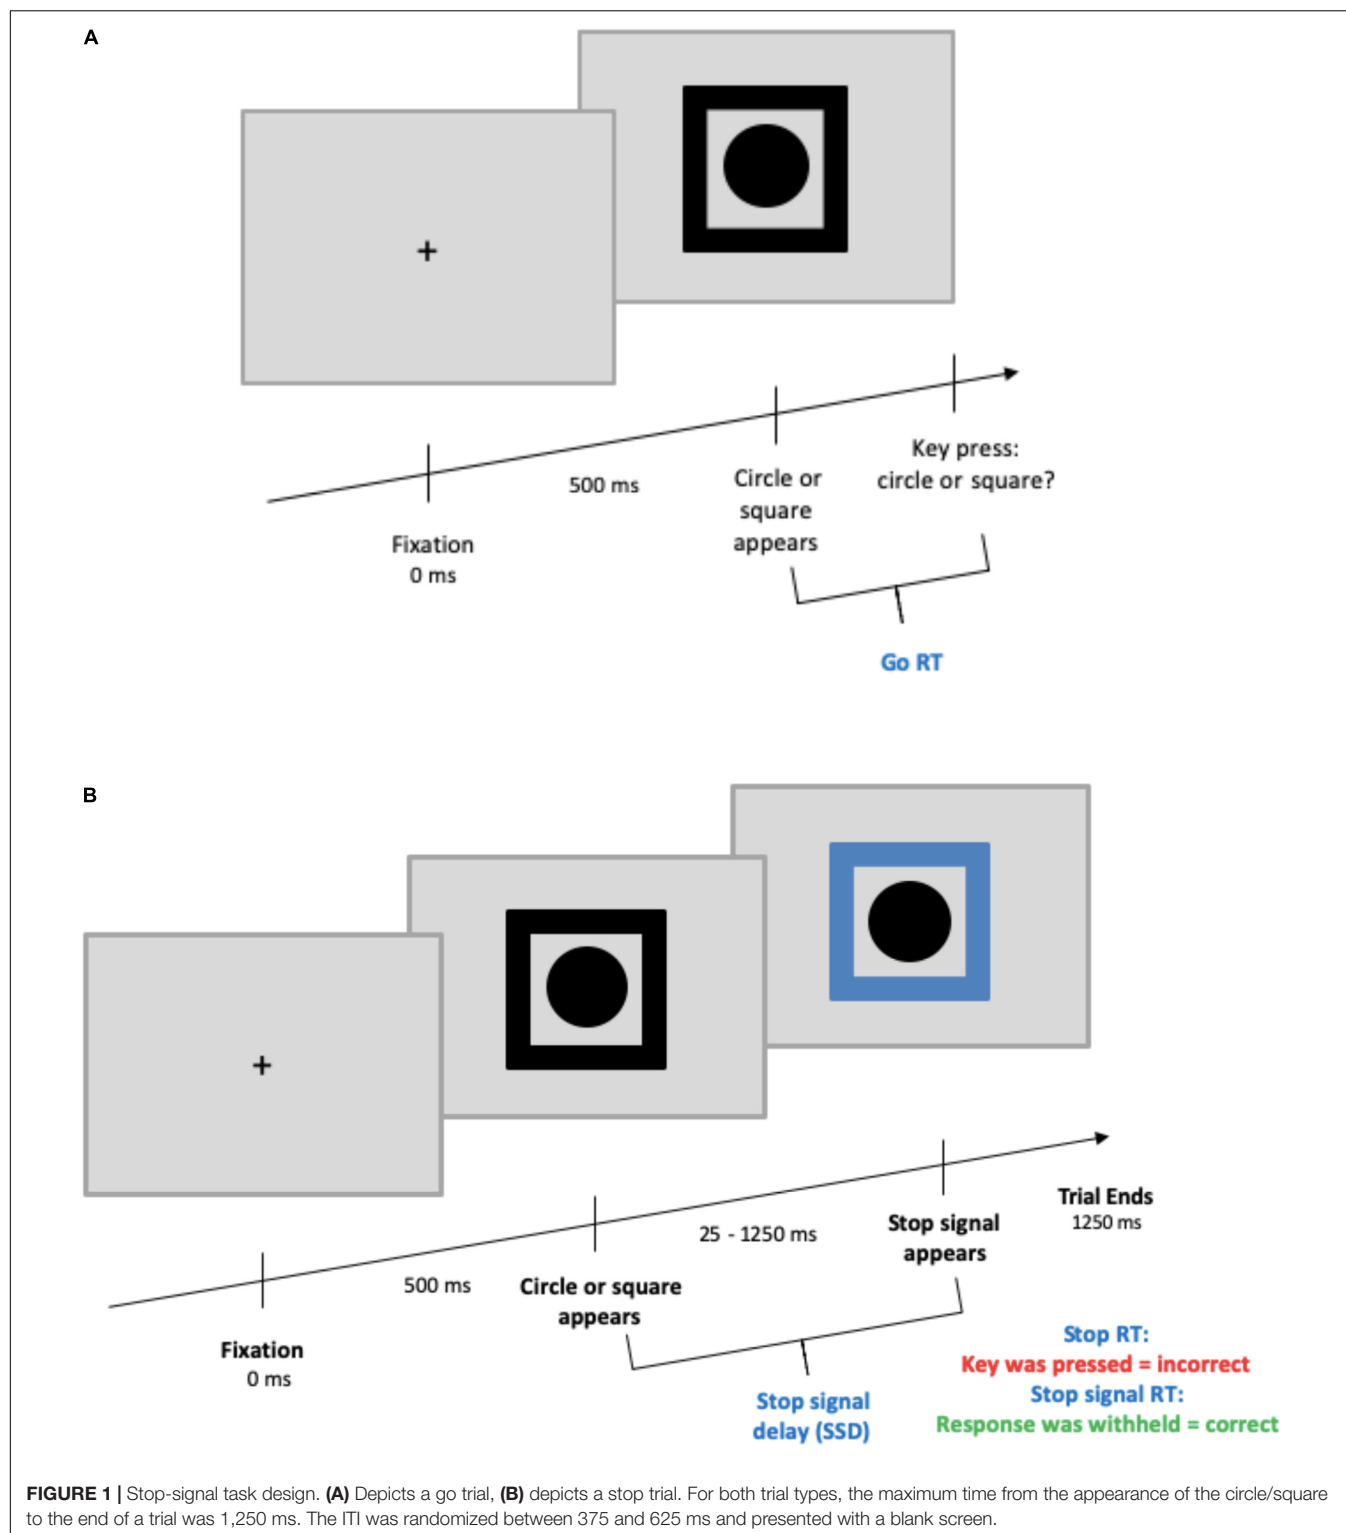 A
+
500 ms
Fixation
0 ms
Circle or
square
appears
Key press:
circle or square?
Go RT
B
+
500 ms
25 - 1250 ms
Fixation
0 ms
Circle or square
appears
Stop signal
appears
Trial Ends
1250 ms
Stop signal
delay (SSD)
Stop RT:
Key was pressed = incorrect
Stop signal RT:
Response was withheld = correct
FIGURE 1 | Stop-signal task design. (A) Depicts a go trial, (B) depicts a stop trial. For both trial types, the maximum time from the appearance of the circle/square
to the end of a trial was 1,250 ms. The ITI was randomized between 375 and 625 ms and presented with a blank screen.